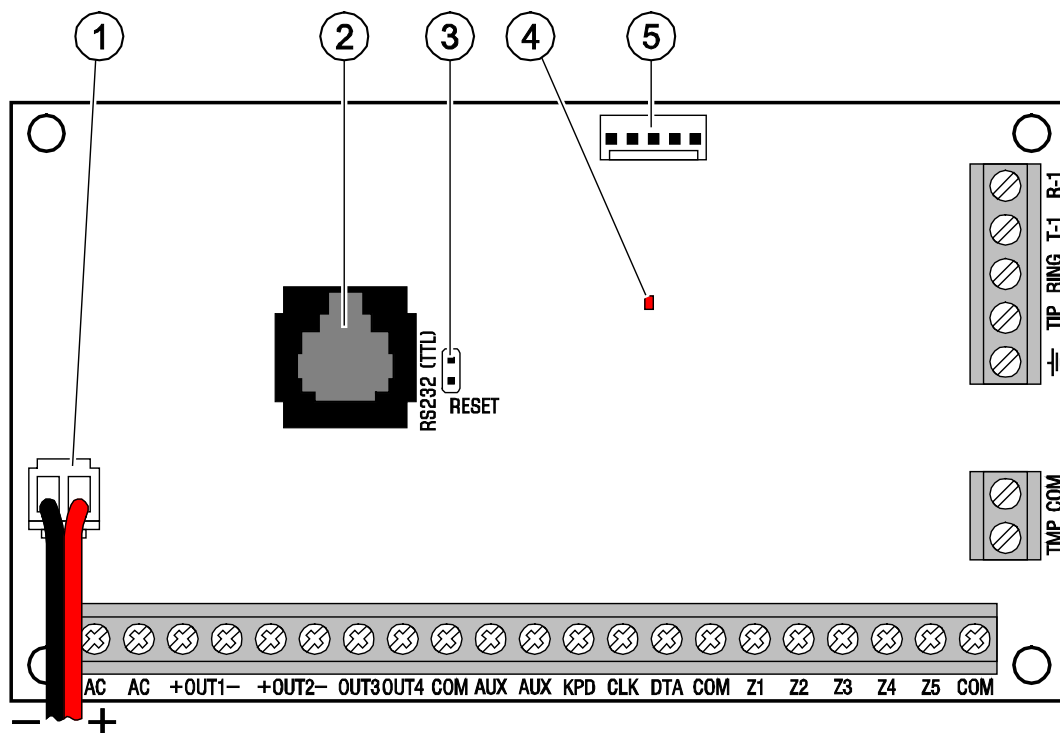 1 2 3 4 5
R-1
T-1
RING
TIP
RS232 (TTL)
RESET
COM
TMP
AC AC +OUT1− +OUT2− OUT3 OUT4 COM AUX AUX KPD CLK DTA COM Z1 Z2 Z3 Z4 Z5 COM
− +